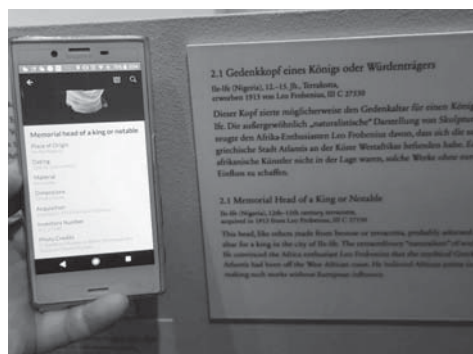 Memorial head of a king or notable
Place of Origin
Dating
Material
Dimensions
Acquisition
Inventory Number
Photo Credits
2.1 Gedenkkopf eines Königs oder Würdenträgers
Ile-Ife (Nigeria), 12.–15. Jh., Terrakotta,
erworben 1913 von Leo Frobenius, III C 27530
Dieser Kopf zierte möglicherweise den Gedenkaltar für einen König
Ife. Die außergewöhnlich „naturalistische“ Darstellung von Skulptur
zeugte den Afrika-Enthusiasten Leo Frobenius davon, dass sich die
griechische Stadt Atlantis an der Küste Westafrikas befunden habe. E
afrikanische Künstler nicht in der Lage waren, solche Werke ohne
Einfluss zu schaffen.
2.1 Memorial Head of a King or Notable
Ile-Ife (Nigeria), 12th–15th century, terracotta,
acquired in 1913 from Leo Frobenius, III C 27530
This head, like others made from bronze or terracotta, probably adorned
altar for a king in the city of Ile-Ife. The extraordinary "naturalism" of
Ife convinced the Africa enthusiast Leo Frobenius that the mythical Greek
Atlantis had been off the West African coast. He believed African artists
making such works without European influence.